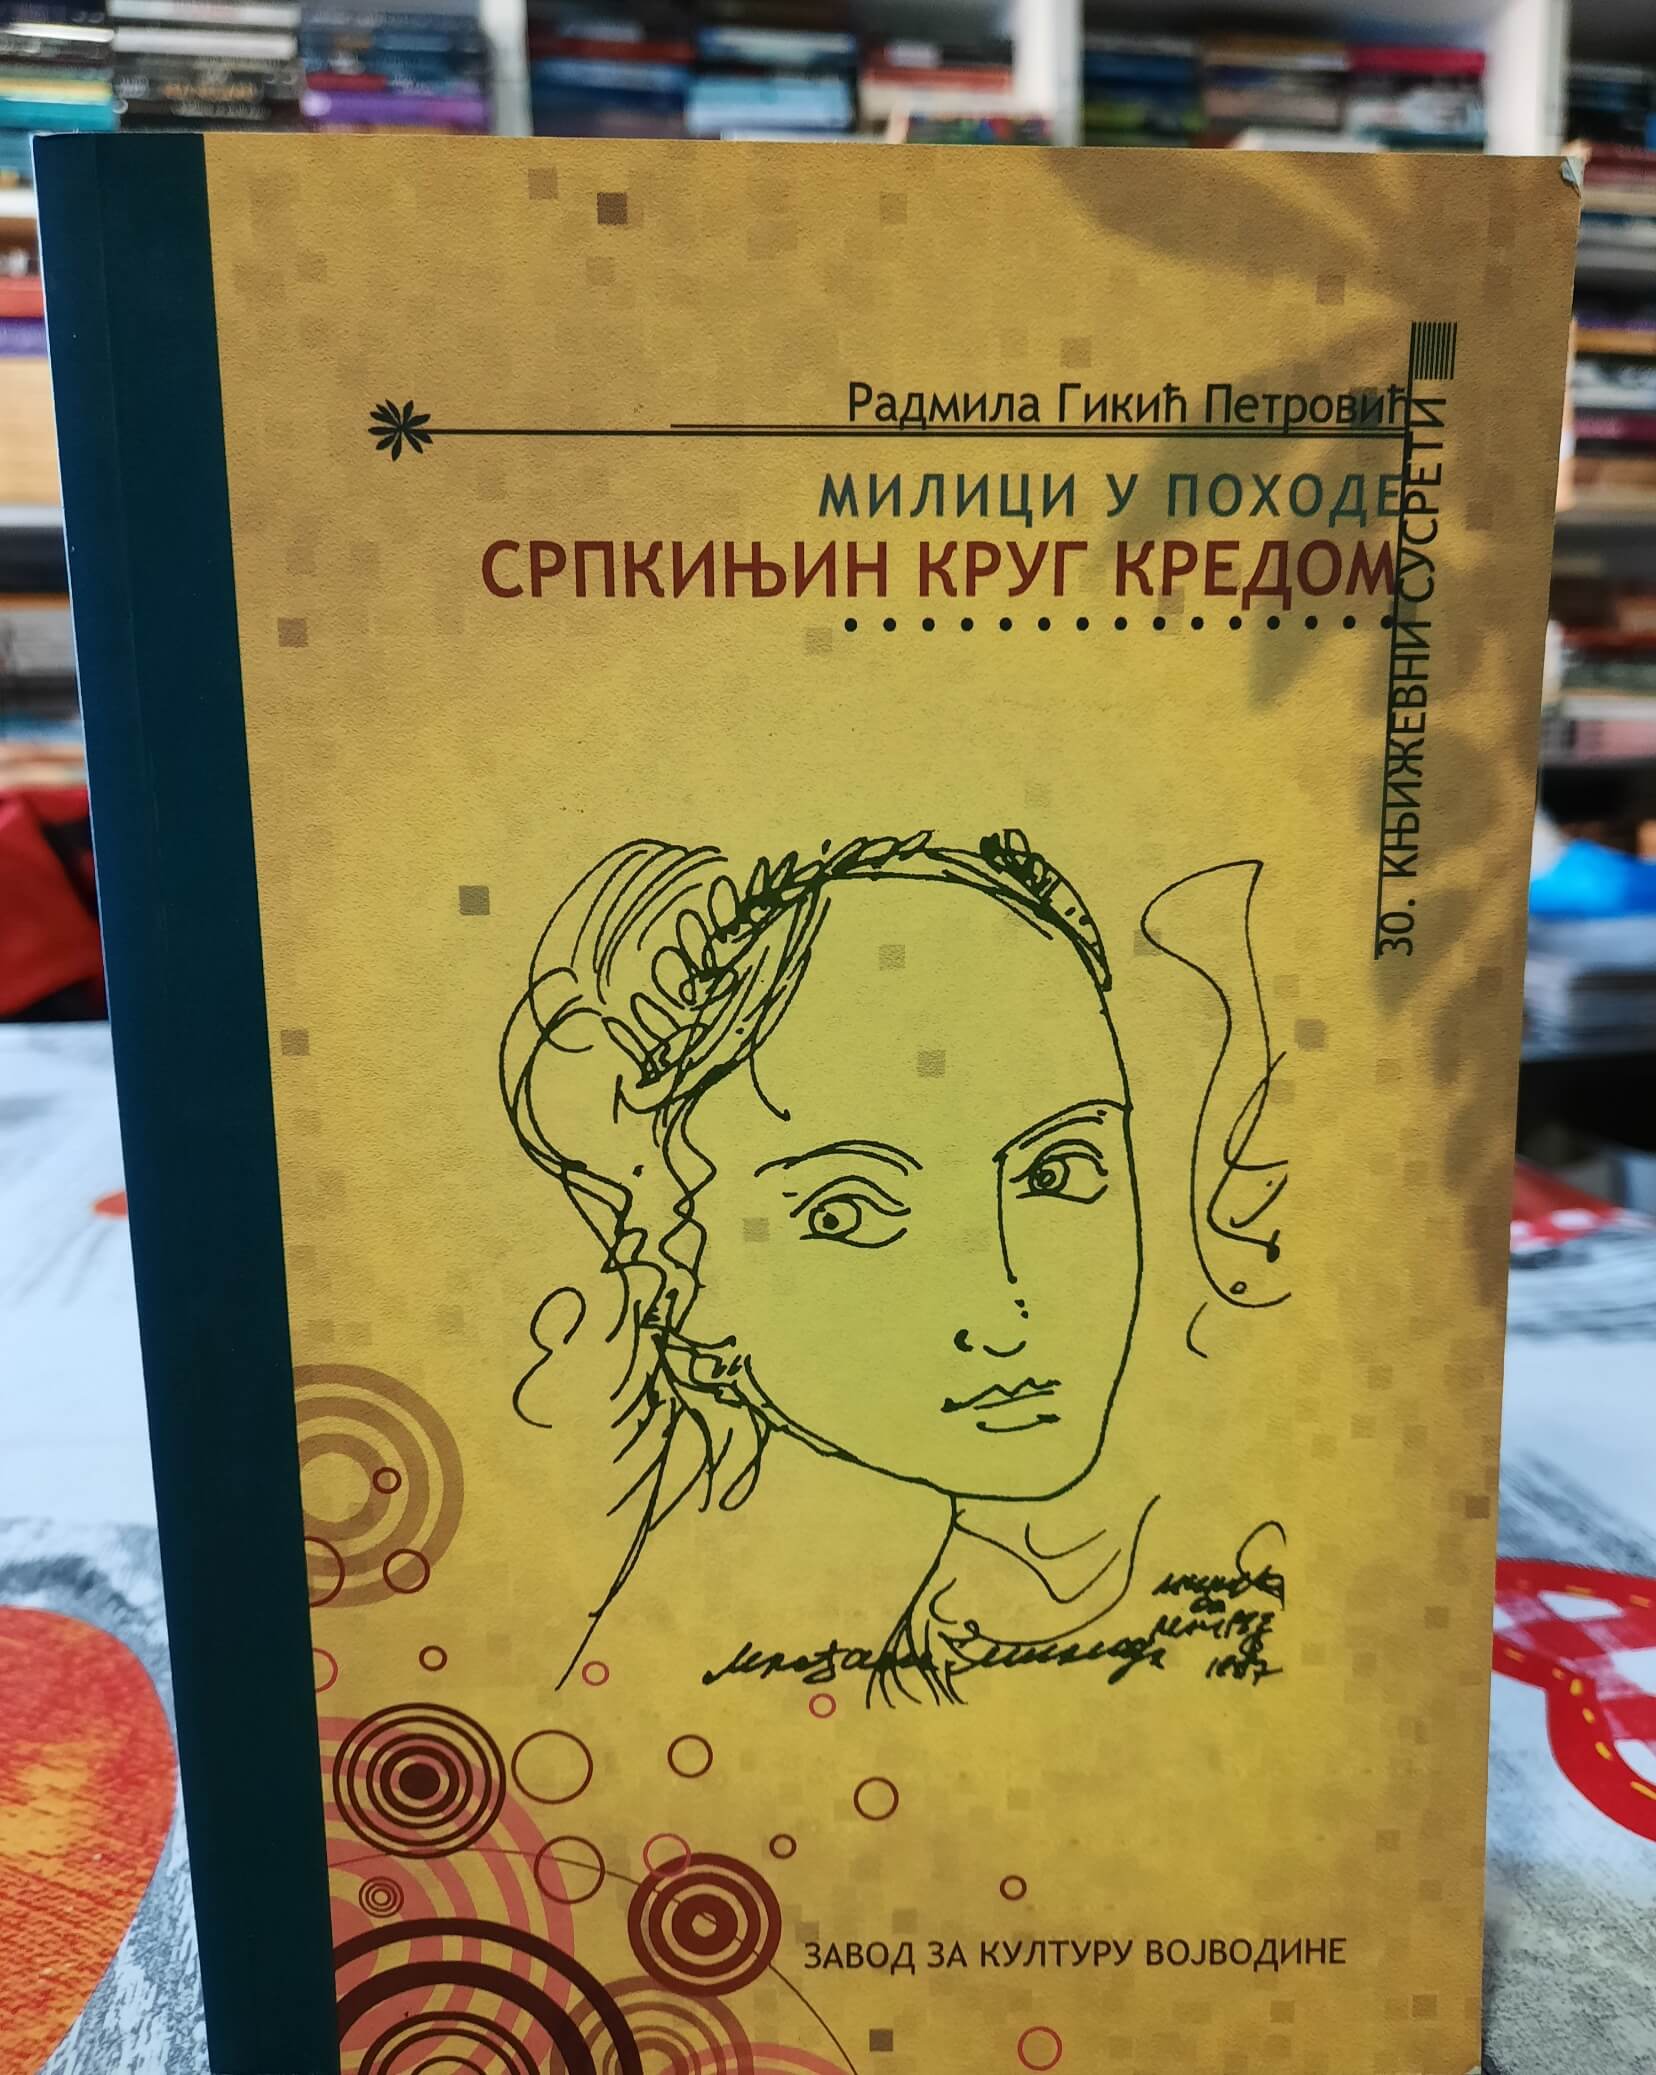 Радмила Гикић Петровић
МИЛИЦИ У ПОХОДЕ
СРПКИЊИН КРУГ КРЕДОМ
30. КЊИЖЕВНИ СУСРЕТИ
ЗАВОД ЗА КУЛТУРУ ВОЈВОДИНЕ